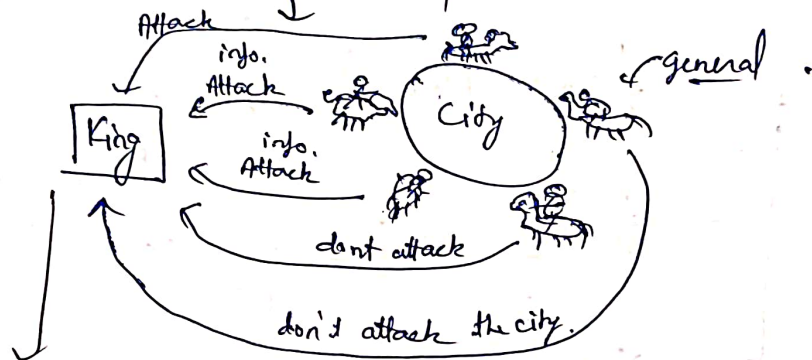 Attack
info.
Attack
general
King
City
info.
Attack
dont attack
don't attack the city.